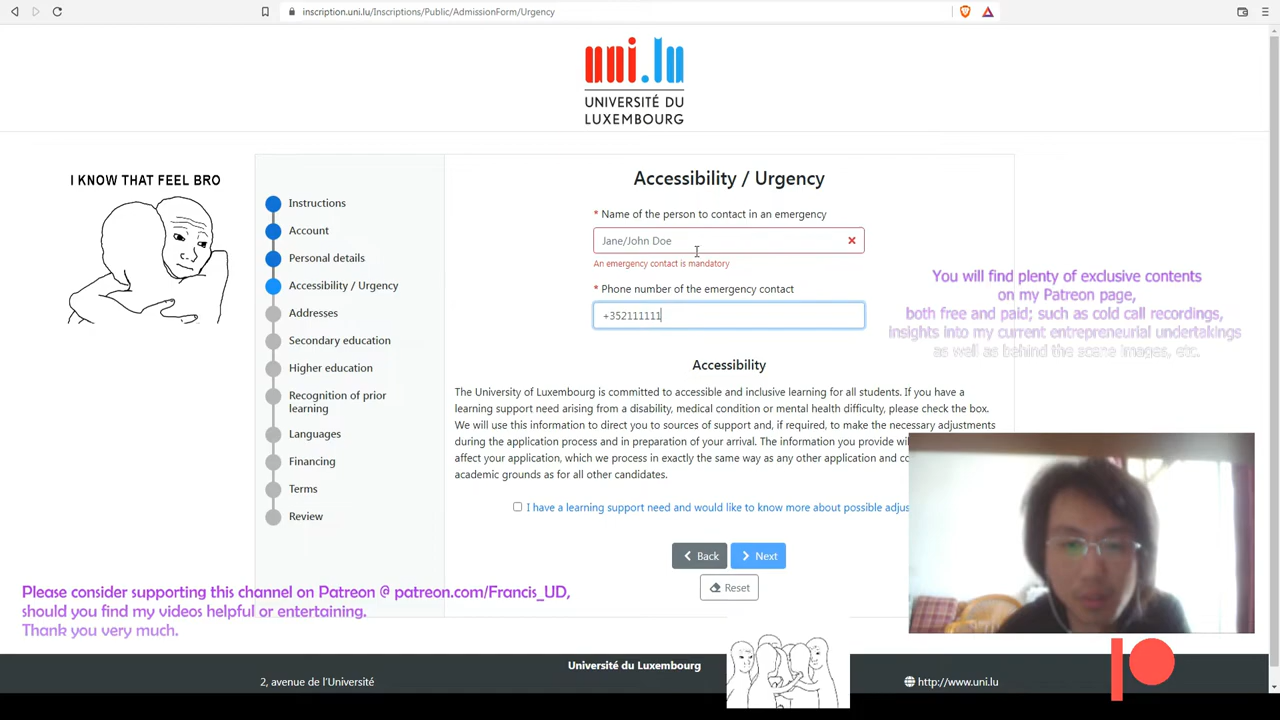 inscription.uni.lu/Inscriptions/Public/AdmissionForm/Urgency
uni.lu
UNIVERSITÉ DU
LUXEMBOURG
I KNOW THAT FEEL BRO
Instructions
Account
Personal details
Accessibility / Urgency
Addresses
Secondary education
Higher education
Recognition of prior
learning
Languages
Financing
Terms
Review
Accessibility / Urgency
* Name of the person to contact in an emergency
Jane/John Doe
An emergency contact is mandatory
* Phone number of the emergency contact
+352111111
Accessibility
The University of Luxembourg is committed to accessible and inclusive learning for all students. If you have a
learning support need arising from a disability, medical condition or mental health difficulty, please check the box.
We will use this information to direct you to sources of support and, if required, to make the necessary adjustments
during the application process and in preparation of your arrival. The information you provide
affect your application, which we process in exactly the same way as any other application and
academic grounds as for all other candidates.
I have a learning support need and would like to know more about possible
Back
Next
Reset
You will find plenty of exclusive contents
on my Patreon page,
both free and paid; such as cold call recordings,
insights into my current entrepreneurial undertakings
as well as behind the scene images, etc.
Please consider supporting this channel on Patreon @ patreon.com/Francis_UD,
should you find my videos helpful or entertaining.
Thank you very much.
Université du Luxembourg
2, avenue de l'Université
http://www.uni.lu